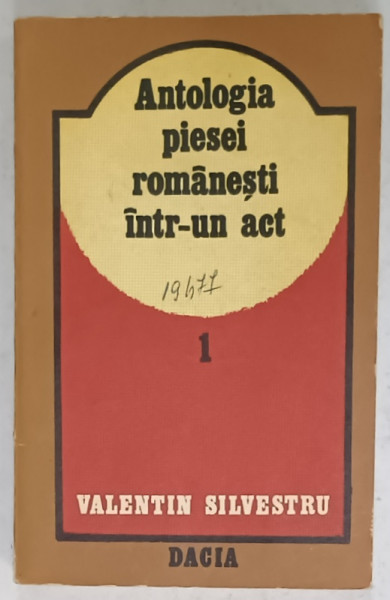 Antologia
piesei
românești
într-un act
1
VALENTIN SILVESTRU
DACIA